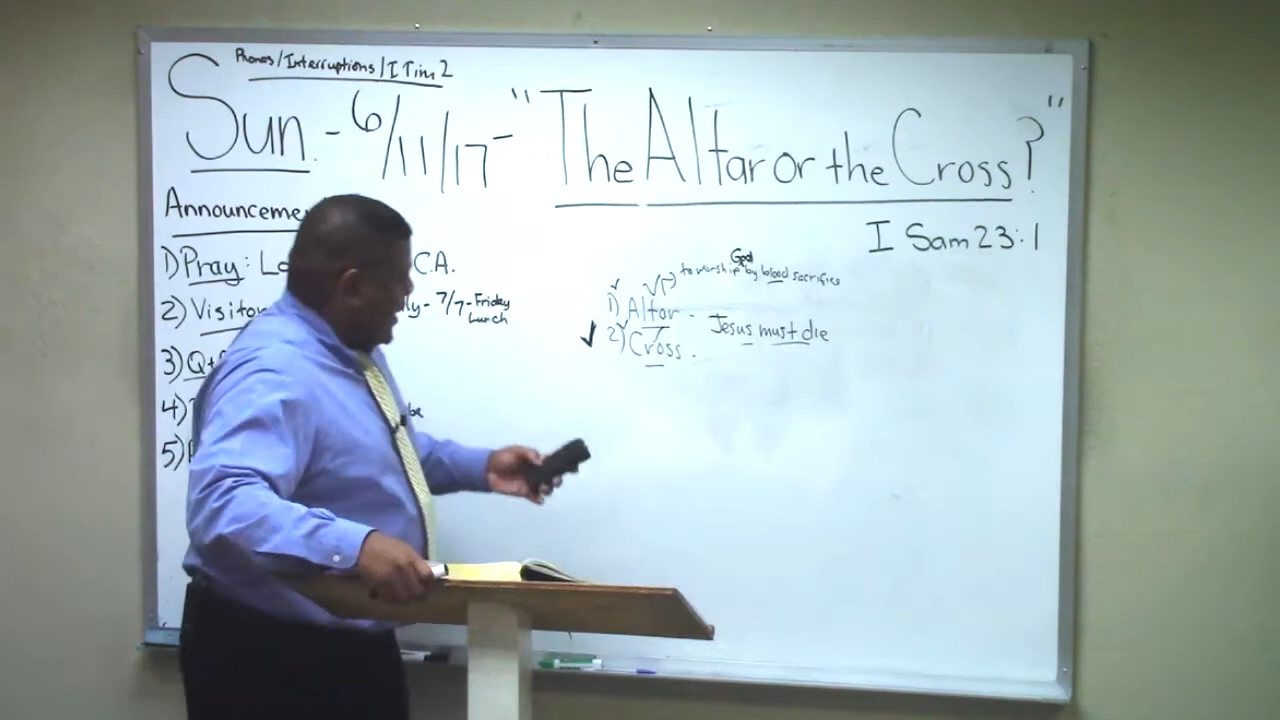 Phones/Interruptions/I Tim 2
Sun. - 6/11/17 - "The Altar or the Cross?"
I Sam 23:1
Announceme
1) Pray: L C.A.
2) Visitor ly - 7/7 - Friday
Lunch
3) Q
4) be
5)
God
to worship by blood sacrifice
1) Altar -
Jesus must die
2) Cross.